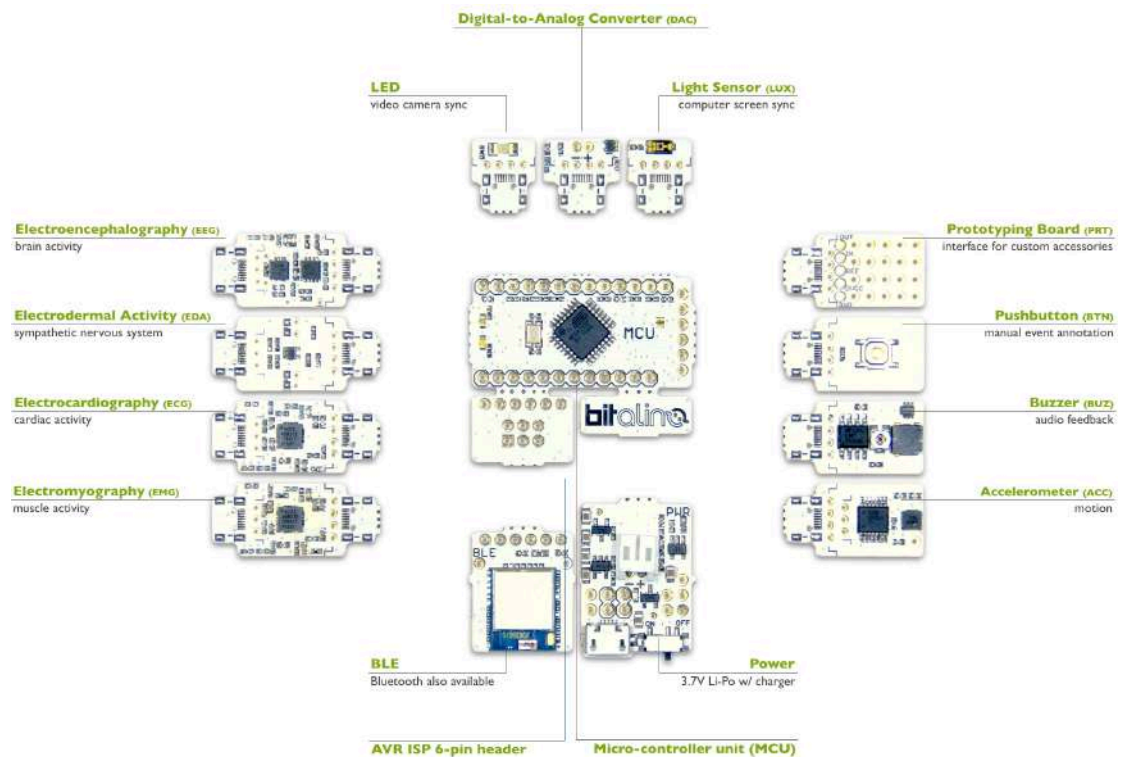 Digital-to-Analog Converter (DAC)
LED
video camera sync
Light Sensor (LUX)
computer screen sync
Electroencephalography (EEG)
brain activity
Prototyping Board (PRT)
interface for custom accessories
Electrodermal Activity (EDA)
sympathetic nervous system
MCU
Pushbutton (BTN)
manual event annotation
Electrocardiography (ECG)
cardiac activity
bitalino
Buzzer (BUZ)
audio feedback
Electromyography (EMG)
muscle activity
Accelerometer (ACC)
motion
PWR
BLE
OFF
BLE
Bluetooth also available
Power
3.7V Li-Po w/ charger
AVR ISP 6-pin header
Micro-controller unit (MCU)